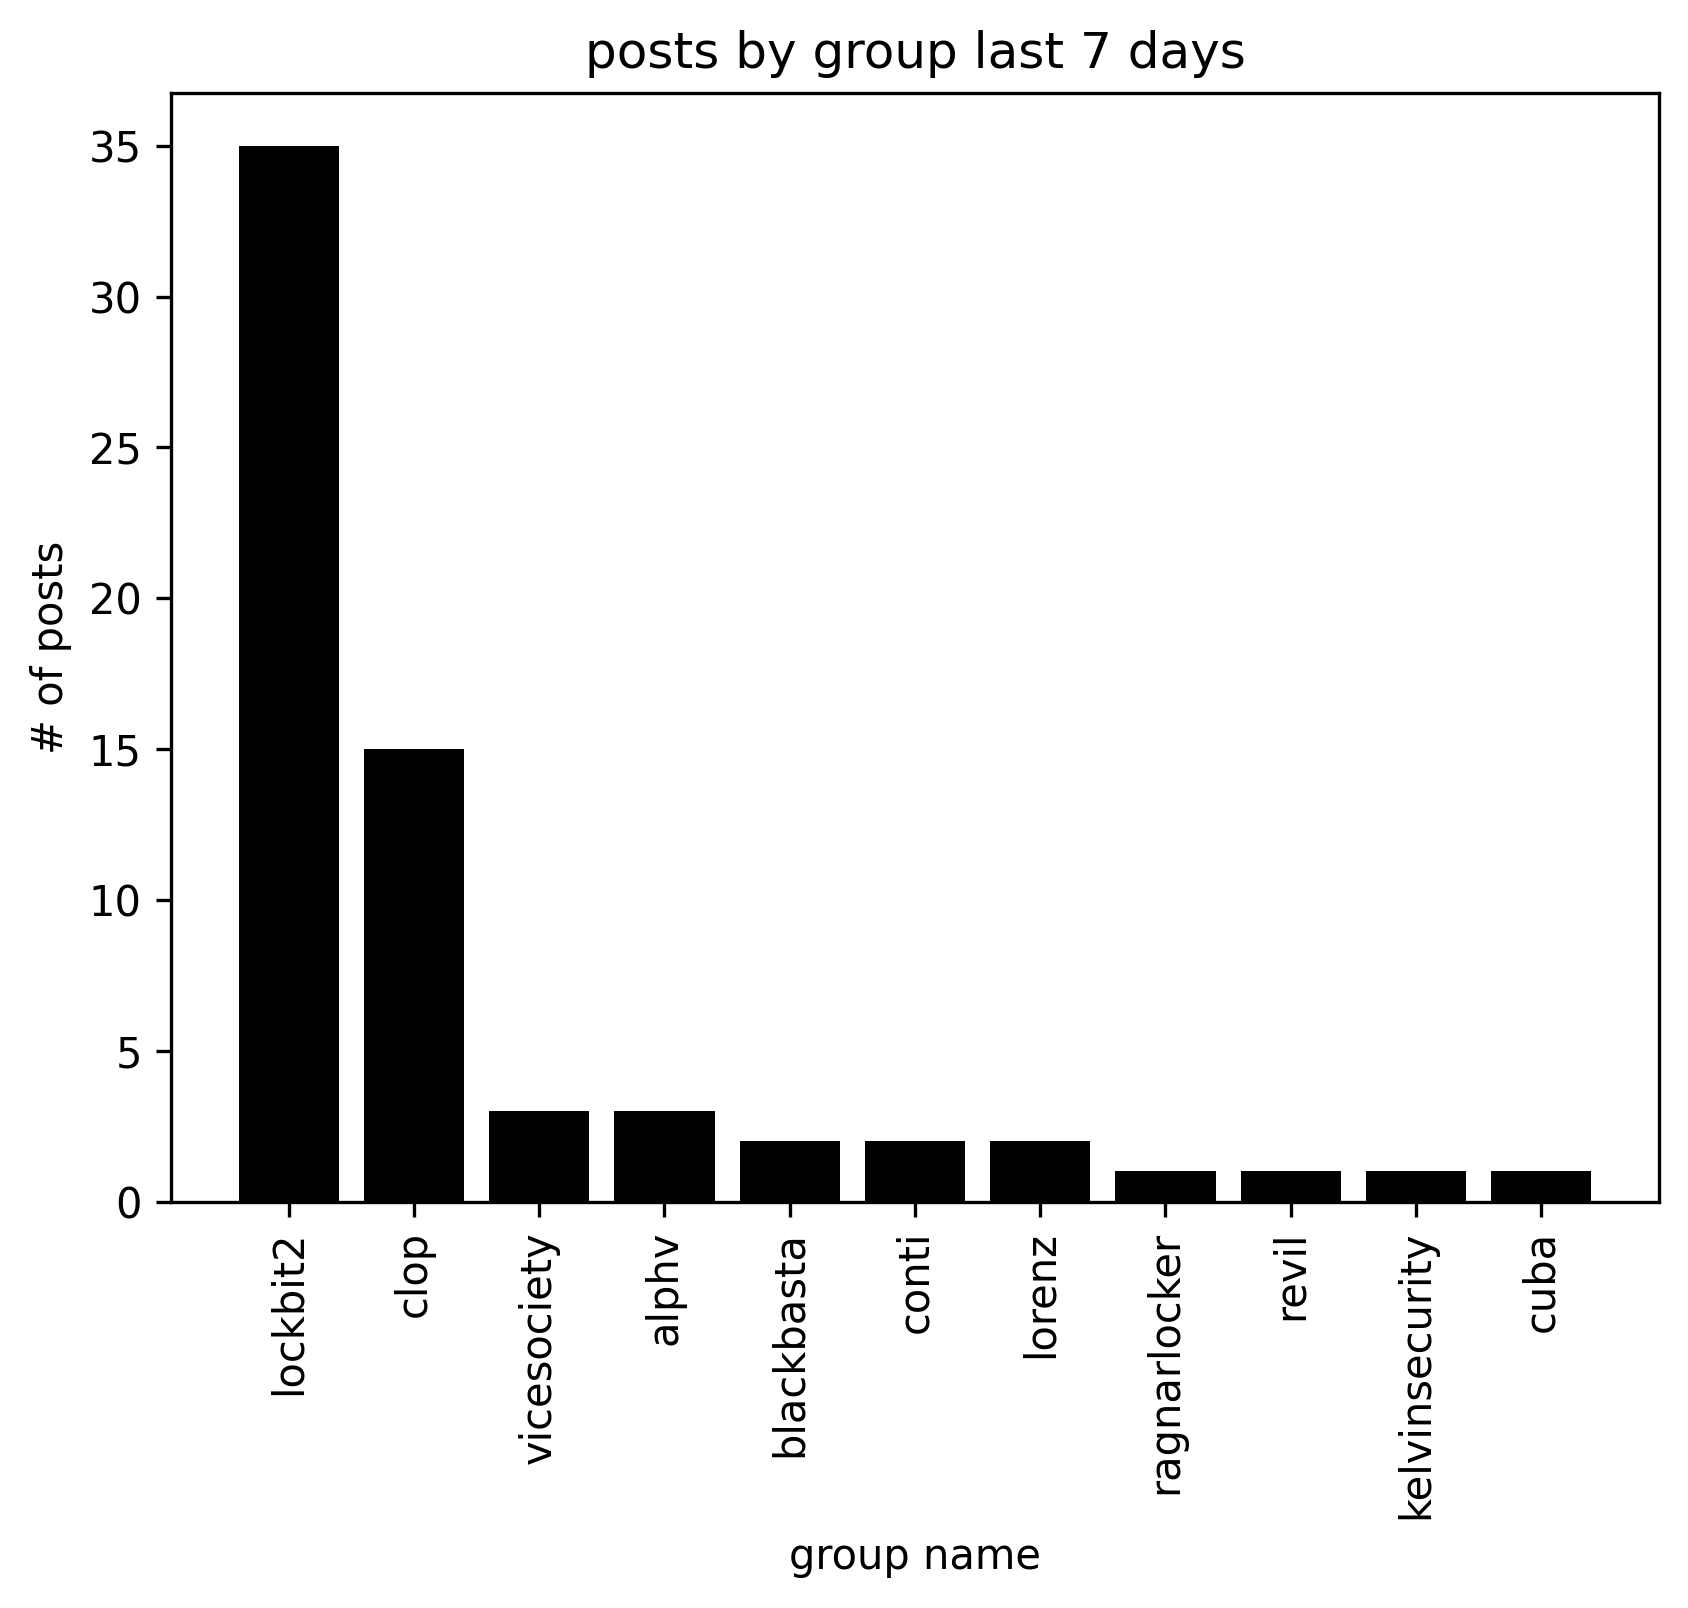 posts by group last 7 days
# of posts
35
30
25
20
15
10
5
0
lockbit2
clop
vicesociety
alphv
blackbasta
conti
lorenz
ragnarlocker
revil
kelvinsecurity
cuba
group name